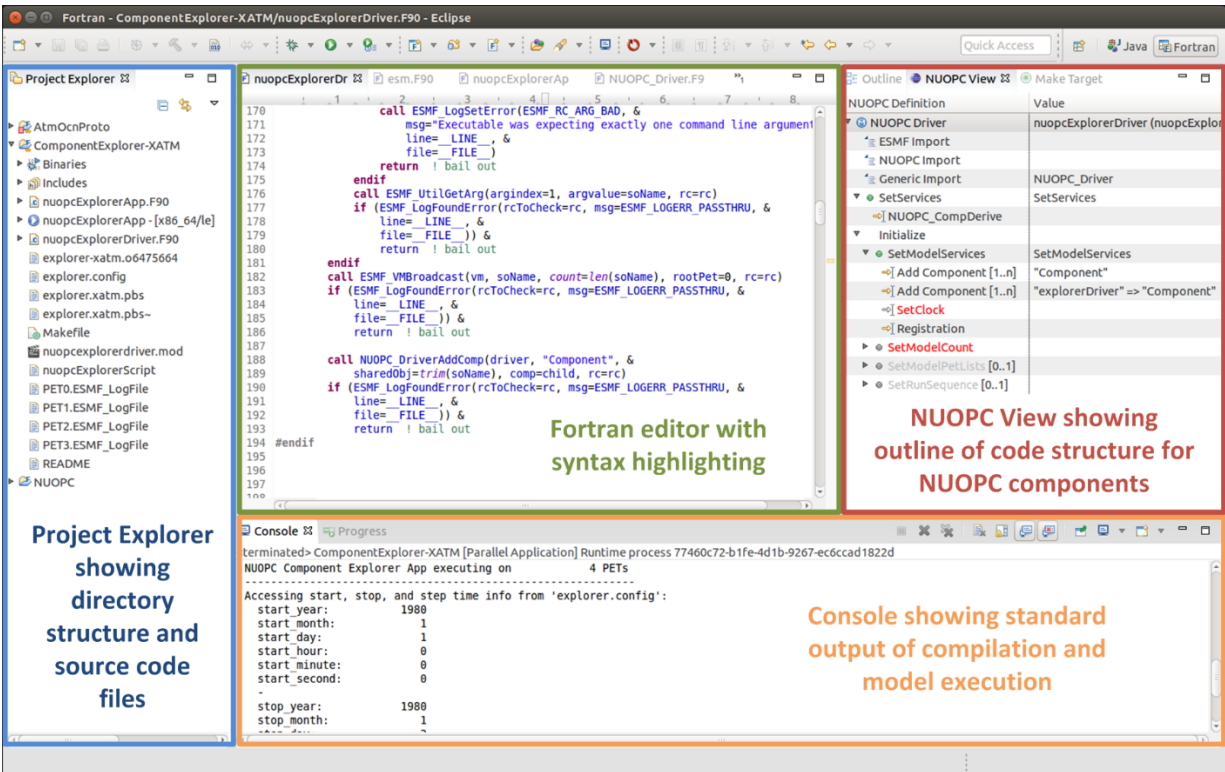 Fortran - ComponentExplorer-XATM/nuopcExplorerDriver.F90 - Eclipse
Quick Access
Java
Fortran
Project Explorer
AtmOcnProto
ComponentExplorer-XATM
Binaries
Includes
nuopcExplorerApp.F90
nuopcExplorerApp - [x86_64/le]
nuopcExplorerDriver.F90
explorer-xatm.o6475664
explorer.config
explorer.xatm.pbs
explorer.xatm.pbs~
Makefile
nuopcexplorerdriver.mod
nuopcExplorerScript
PET0.ESMF_LogFile
PET1.ESMF_LogFile
PET2.ESMF_LogFile
PET3.ESMF_LogFile
README
NUOPC
Project Explorer
showing
directory
structure and
source code
files
nuopcExplorerDr esm.F90 nuopcExplorerAp NUOPC_Driver.F9 »1
1 2 3 4 5 6 7 8
170 call ESMF_LogSetError(ESMF_RC_ARG_BAD, &
171 msg="Executable was expecting exactly one command line argument
172 line=__LINE__, &
173 file=__FILE__)
174 return ! bail out
175 endif
176 call ESMF_UtilGetArg(argindex=1, argvalue=soName, rc=rc)
177 if (ESMF_LogFoundError(rcToCheck=rc, msg=ESMF_LOGERR_PASSTHRU, &
178 line=__LINE__, &
179 file=__FILE__)) &
180 return ! bail out
181 endif
182 call ESMF_VMBroadcast(vm, soName, count=len(soName), rootPet=0, rc=rc)
183 if (ESMF_LogFoundError(rcToCheck=rc, msg=ESMF_LOGERR_PASSTHRU, &
184 line=__LINE__, &
185 file=__FILE__)) &
186 return ! bail out
187
188 call NUOPC_DriverAddComp(driver, "Component", &
189 sharedObj=trim(soName), comp=child, rc=rc)
190 if (ESMF_LogFoundError(rcToCheck=rc, msg=ESMF_LOGERR_PASSTHRU, &
191 line=__LINE__, &
192 file=__FILE__)) &
193 return ! bail out
194 #endif
195
196
197
198
Fortran editor with
syntax highlighting
Outline NUOPC View Make Target
NUOPC Definition Value
NUOPC Driver nuopcExplorerDriver (nuopcExplor
ESMF Import
NUOPC Import
Generic Import NUOPC_Driver
SetServices SetServices
NUOPC_CompDerive
Initialize
SetModelServices SetModelServices
Add Component [1..n] "Component"
Add Component [1..n] "explorerDriver" => "Component"
SetClock
Registration
SetModelCount
SetModelPetLists [0..1]
SetRunSequence [0..1]
NUOPC View showing
outline of code structure for
NUOPC components
Console Progress
terminated> ComponentExplorer-XATM [Parallel Application] Runtime process 77460c72-b1fe-4d1b-9267-ec6ccad1822d
NUOPC Component Explorer App executing on 4 PETs
---------------------------------------------------------------
Accessing start, stop, and step time info from 'explorer.config':
start_year: 1980
start_month: 1
start_day: 1
start_hour: 0
start_minute: 0
start_second: 0
-
stop_year: 1980
stop_month: 1
Console showing standard
output of compilation and
model execution